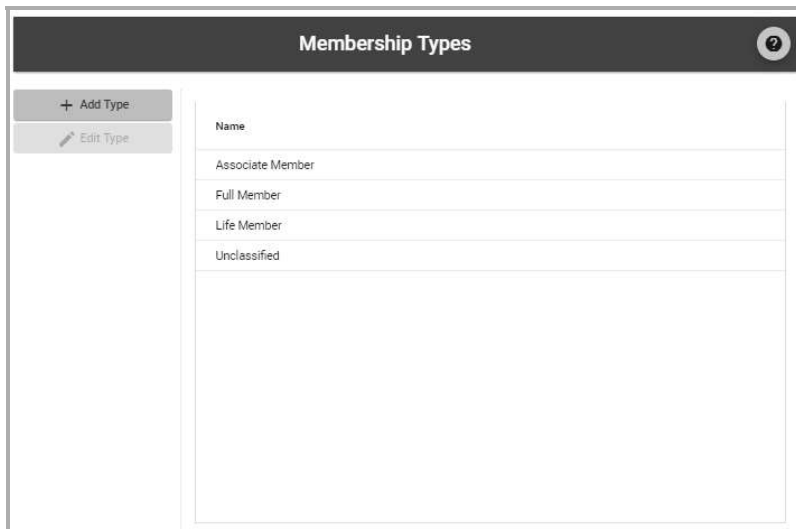 Membership Types
?
+ Add Type
Edit Type
Name
Associate Member
Full Member
Life Member
Unclassified